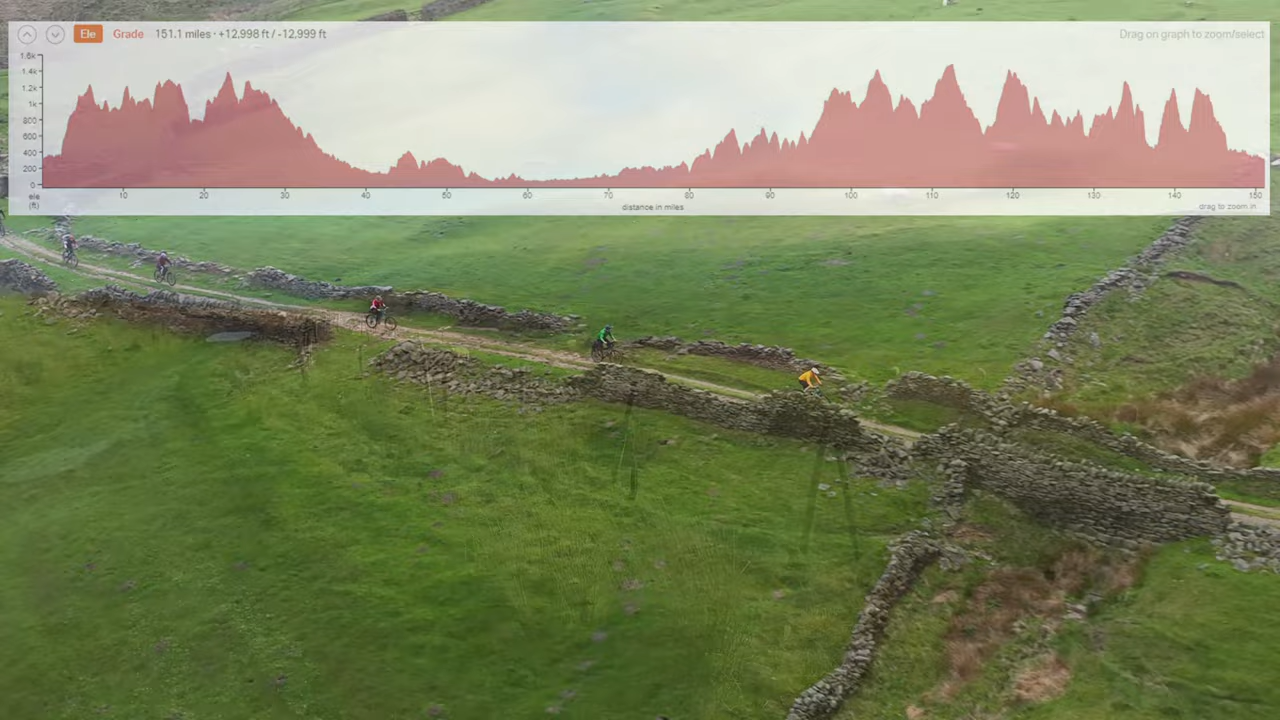 Ele Grade 151.1 miles · +12,998 ft / -12,999 ft Drag on graph to zoom/select
1.6k
1.4k
1.2k
1k
800
600
400
200
0
ele
(ft)
10 20 30 40 50 60 70 80 90 100 110 120 130 140 150
distance in miles
drag to zoom in